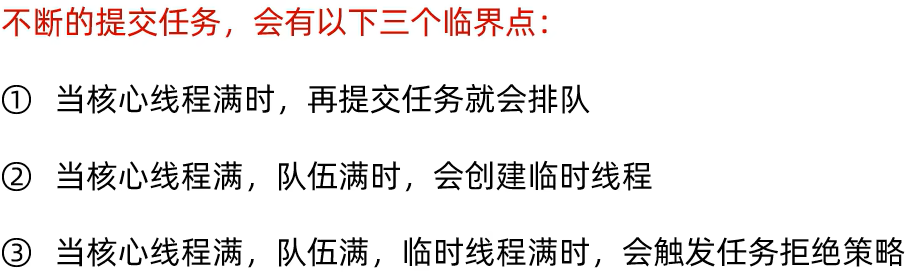 不断的提交任务，会有以下三个临界点：
① 当核心线程满时，再提交任务就会排队
② 当核心线程满，队伍满时，会创建临时线程
③ 当核心线程满，队伍满，临时线程满时，会触发任务拒绝策略